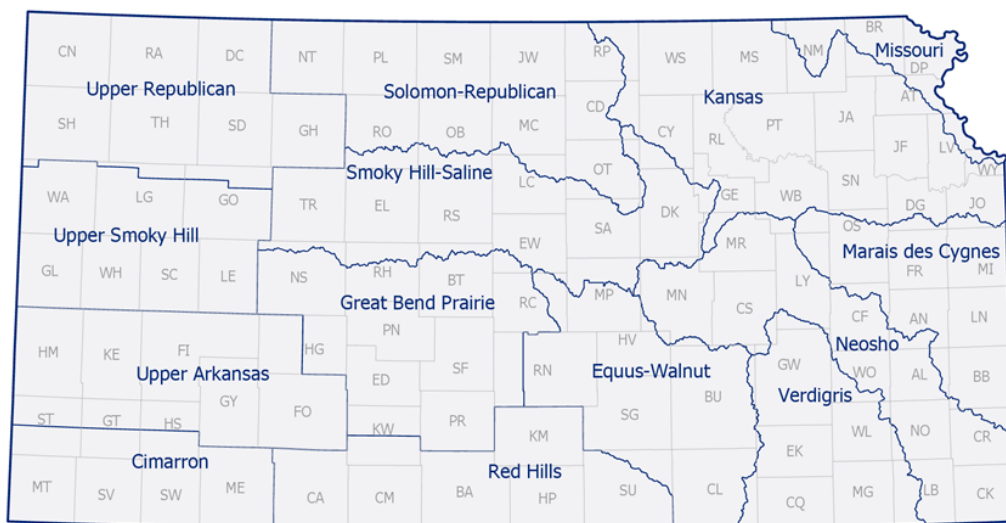 BR
CN RA DC NT PL SM JW RP WS MS NM Missouri
DP
Upper Republican Solomon-Republican Kansas AT
CD
SH TH SD GH RO OB MC CY RL PT JA
JF LV
Smoky Hill-Saline OT WY
LC
WA LG GO TR EL RS DK GE WB SN DG JO
SA OS
Upper Smoky Hill EW MR Marais des Cygnes
GL WH SC LE NS RH BT LY FR MI
Great Bend Prairie RC MP MN CS
PN CF AN LN
HM KE FI HG HV Neosho
Upper Arkansas ED SF RN Equus-Walnut GW WO AL BB
GY FO Verdigris
ST GT HS KW PR SG BU
KM WL NO CR
Cimarron Red Hills EK
MT SV SW ME CA CM BA HP SU CL CQ MG LB CK